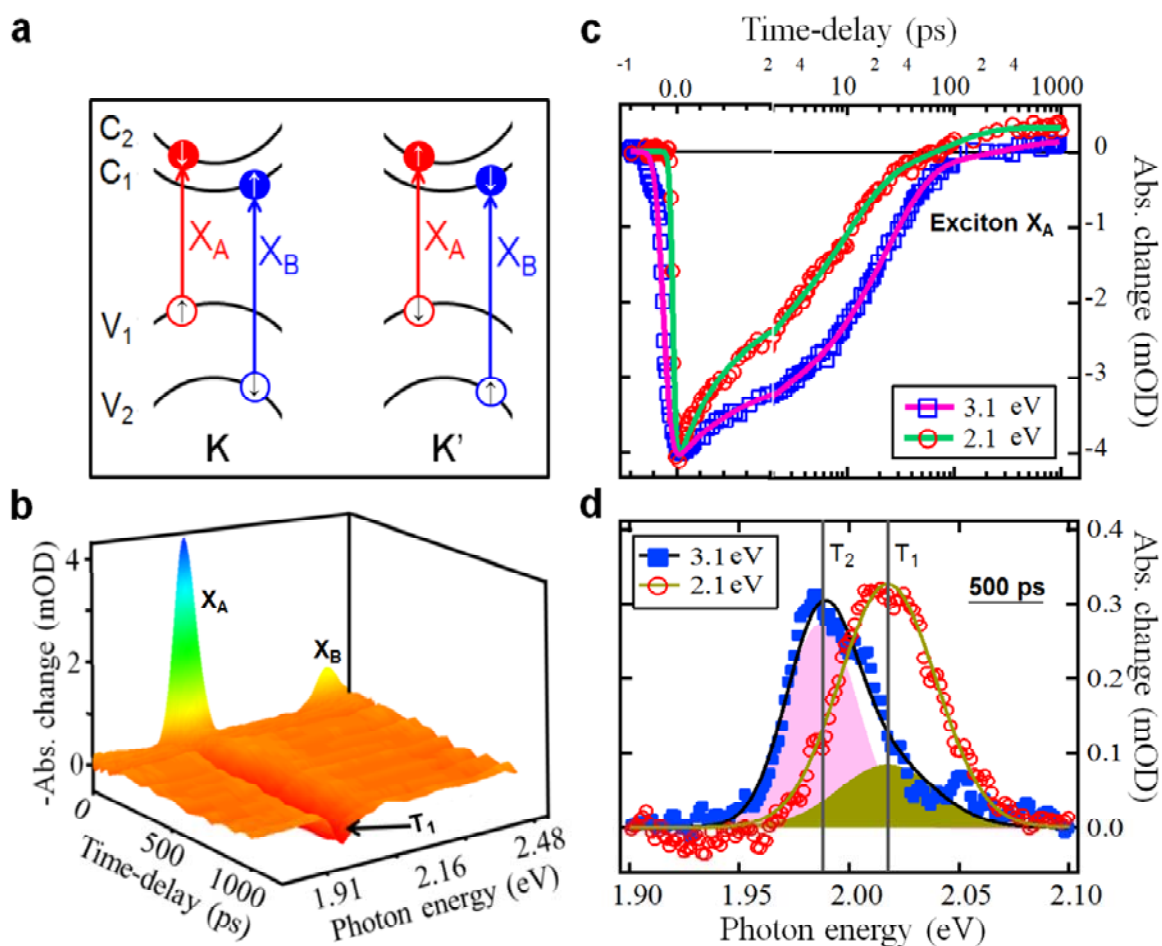 a
C2
C1
V1
V2
XA
XB
XA
XB
K
K'
b
-Abs. change (mOD)
4
2
0
XA
XB
T1
0
500
1000
Time-delay (ps)
1.91
2.16
2.48
Photon energy (eV)
c
Time-delay (ps)
-1 0.0 2 4 10 2 4 100 2 4 1000
0
-1
-2
-3
-4
Abs. change (mOD)
Exciton XA
3.1 eV
2.1 eV
d
3.1 eV
2.1 eV
T2
T1
500 ps
0.4
0.3
0.2
0.1
0.0
Abs. change (mOD)
1.90 1.95 2.00 2.05 2.10
Photon energy (eV)